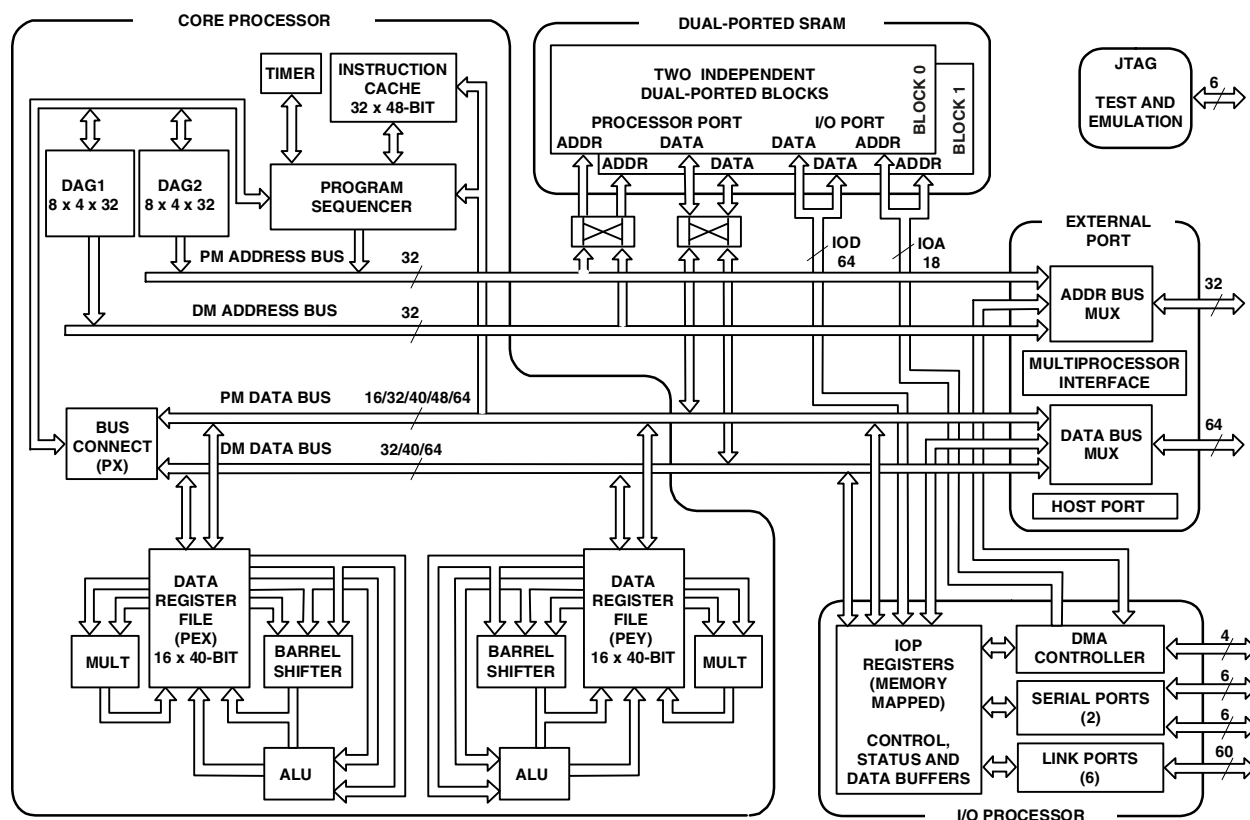 CORE PROCESSOR
TIMER
INSTRUCTION
CACHE
32 x 48-BIT
DAG1
8 x 4 x 32
DAG2
8 x 4 x 32
PROGRAM
SEQUENCER
PM ADDRESS BUS
32
DM ADDRESS BUS
32
BUS
CONNECT
(PX)
PM DATA BUS
16/32/40/48/64
DM DATA BUS
32/40/64
MULT
DATA
REGISTER
FILE
(PEX)
16 x 40-BIT
BARREL
SHIFTER
ALU
BARREL
SHIFTER
DATA
REGISTER
FILE
(PEY)
16 x 40-BIT
MULT
ALU
DUAL-PORTED SRAM
TWO INDEPENDENT
DUAL-PORTED BLOCKS
BLOCK 0
BLOCK 1
PROCESSOR PORT
I/O PORT
ADDR
DATA
DATA
ADDR
ADDR
DATA
DATA
ADDR
IOD
64
IOA
18
JTAG
TEST AND
EMULATION
6
EXTERNAL
PORT
ADDR BUS
MUX
32
MULTIPROCESSOR
INTERFACE
DATA BUS
MUX
64
HOST PORT
IOP
REGISTERS
(MEMORY
MAPPED)
CONTROL,
STATUS AND
DATA BUFFERS
DMA
CONTROLLER
4
SERIAL PORTS
(2)
6
6
LINK PORTS
(6)
60
I/O PROCESSOR